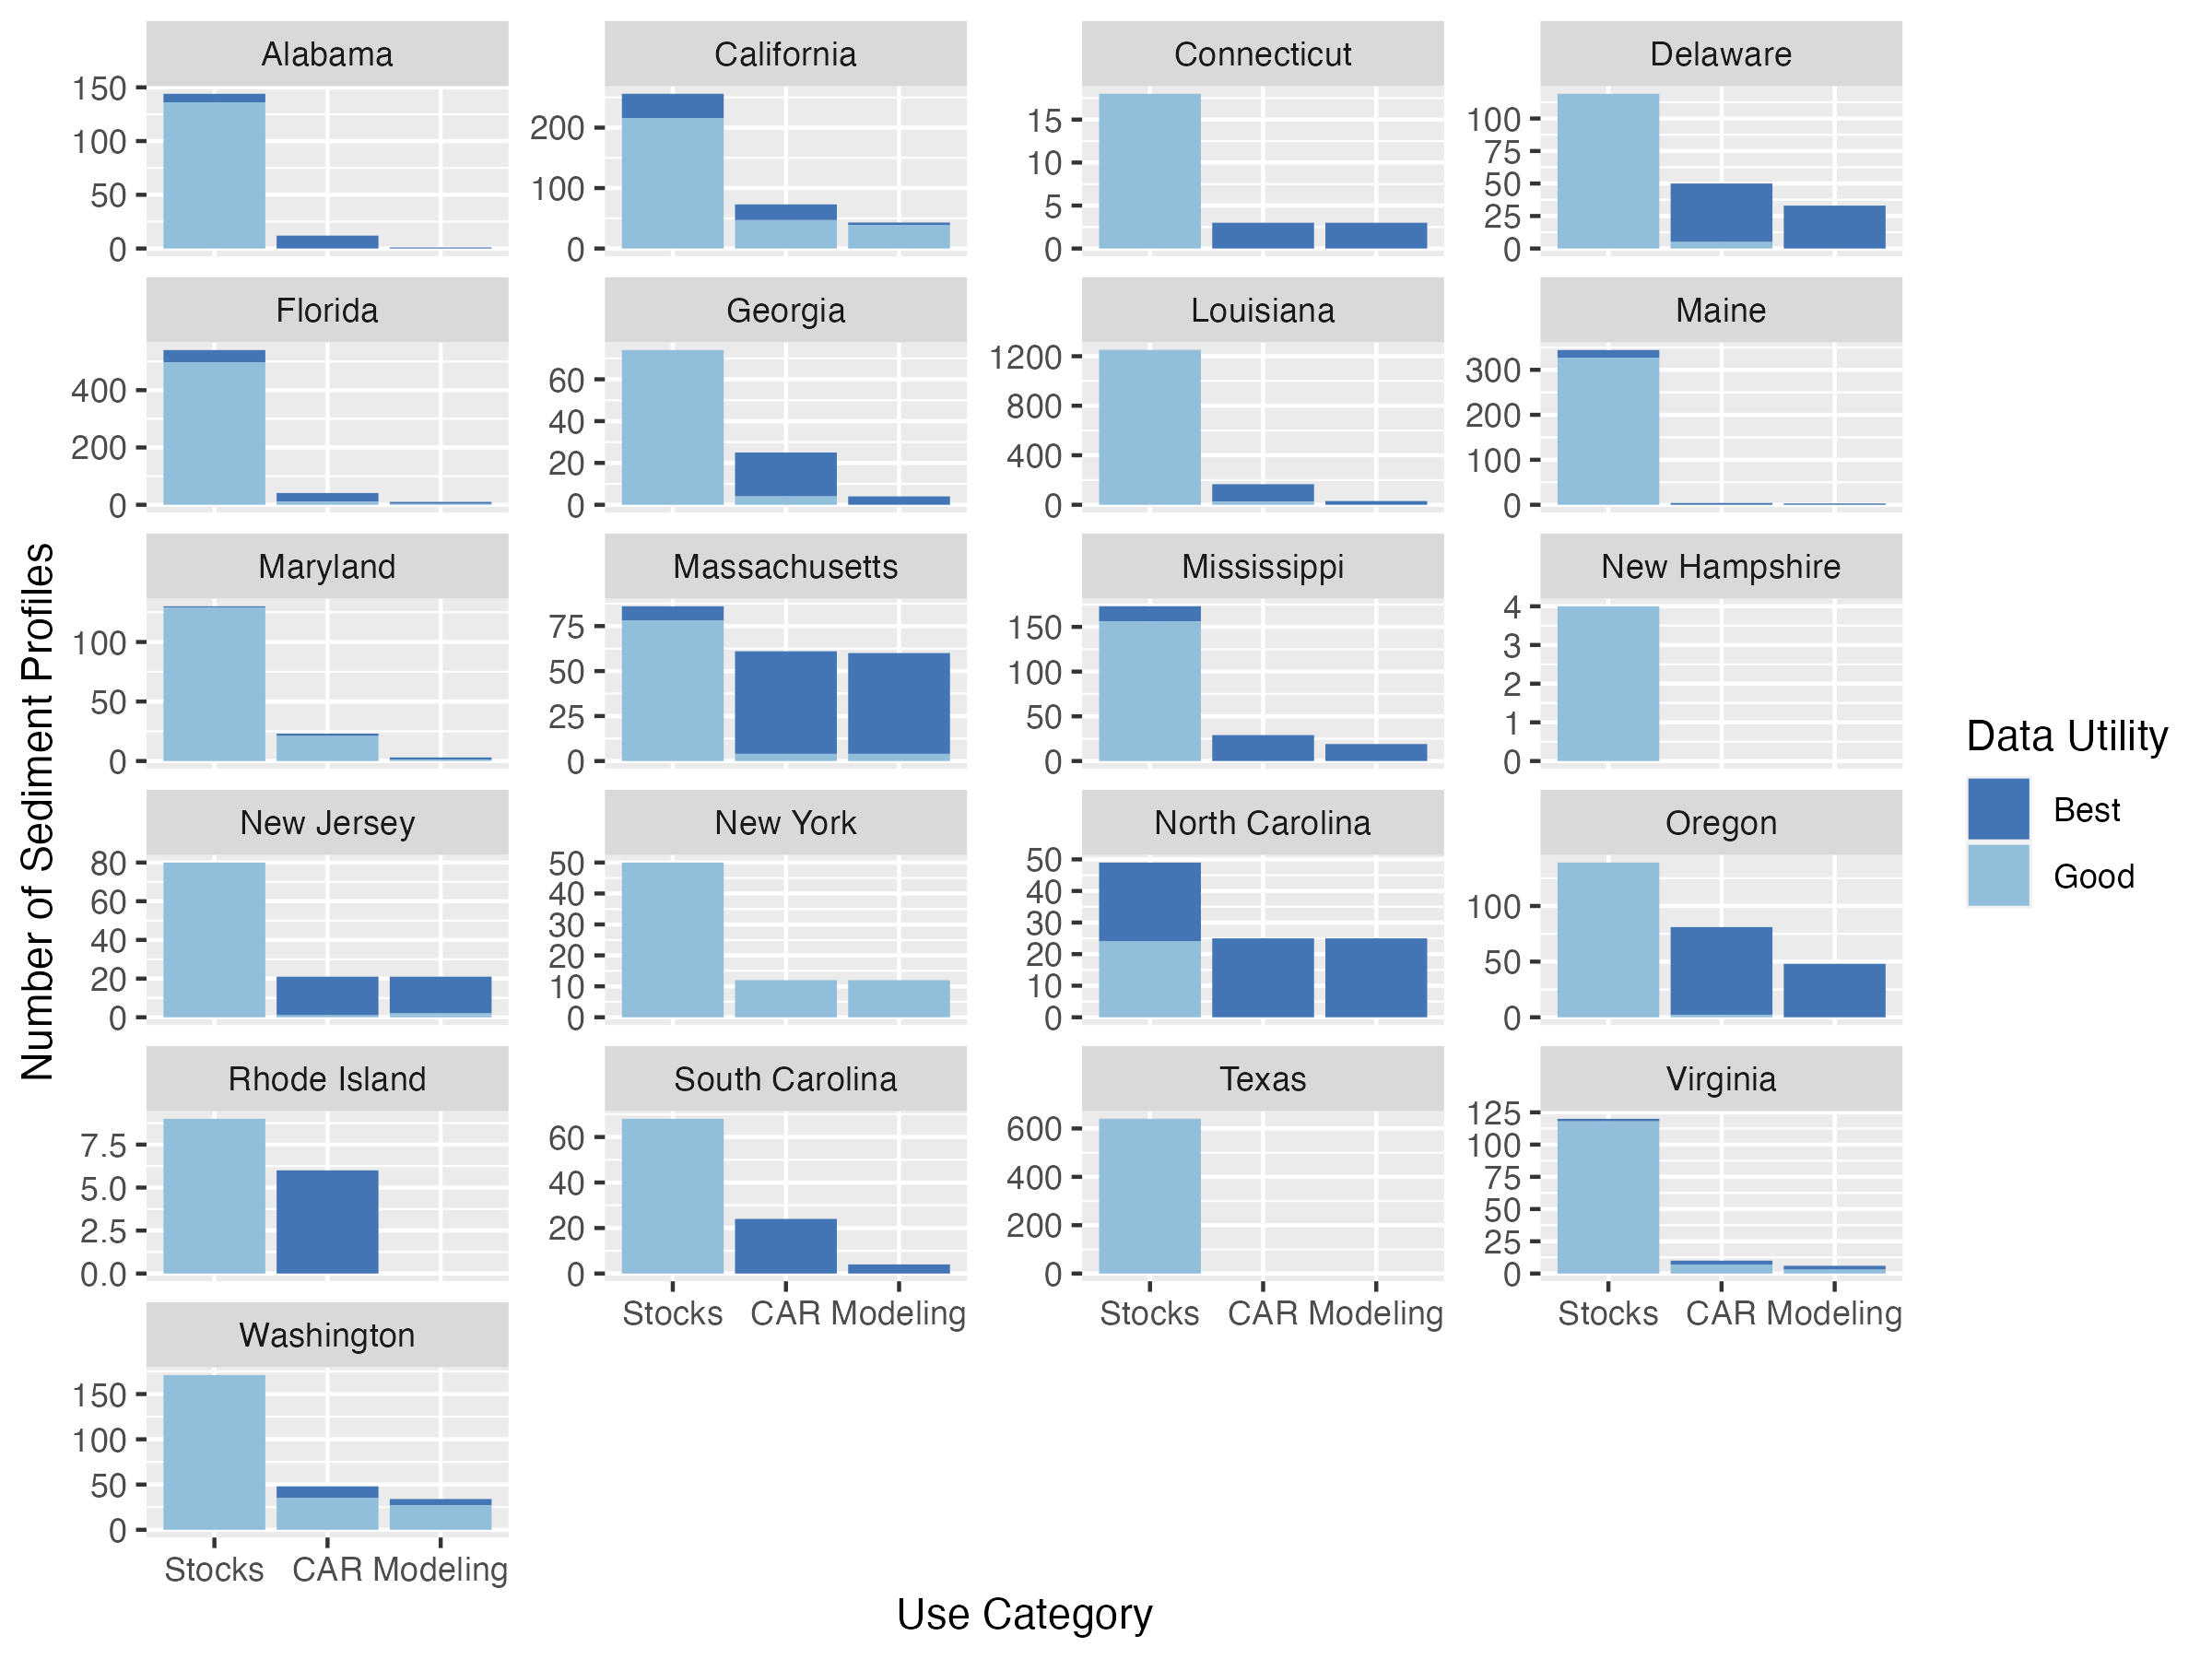 Alabama
California
Connecticut
Delaware
150
100
50
0
200
100
0
15
10
5
0
100
75
50
25
0
Florida
Georgia
Louisiana
Maine
400
200
0
60
40
20
0
1200
800
400
0
300
200
100
0
Maryland
Massachusetts
Mississippi
New Hampshire
100
50
0
75
50
25
0
150
100
50
0
4
3
2
1
0
New Jersey
New York
North Carolina
Oregon
80
60
40
20
0
50
40
30
20
10
0
50
40
30
20
10
0
100
50
0
Rhode Island
South Carolina
Texas
Virginia
7.5
5.0
2.5
0.0
60
40
20
0
600
400
200
0
125
100
75
50
25
0
Stocks CAR Modeling
Stocks CAR Modeling
Stocks CAR Modeling
Washington
150
100
50
0
Stocks CAR Modeling
Use Category
Number of Sediment Profiles
Data Utility
Best
Good